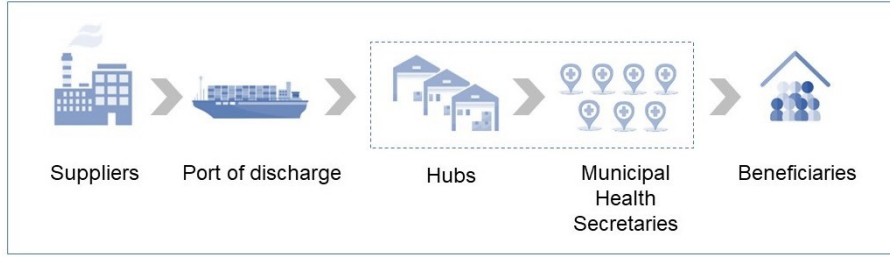 Suppliers
Port of discharge
Hubs
Municipal
Health
Secretaries
Beneficiaries